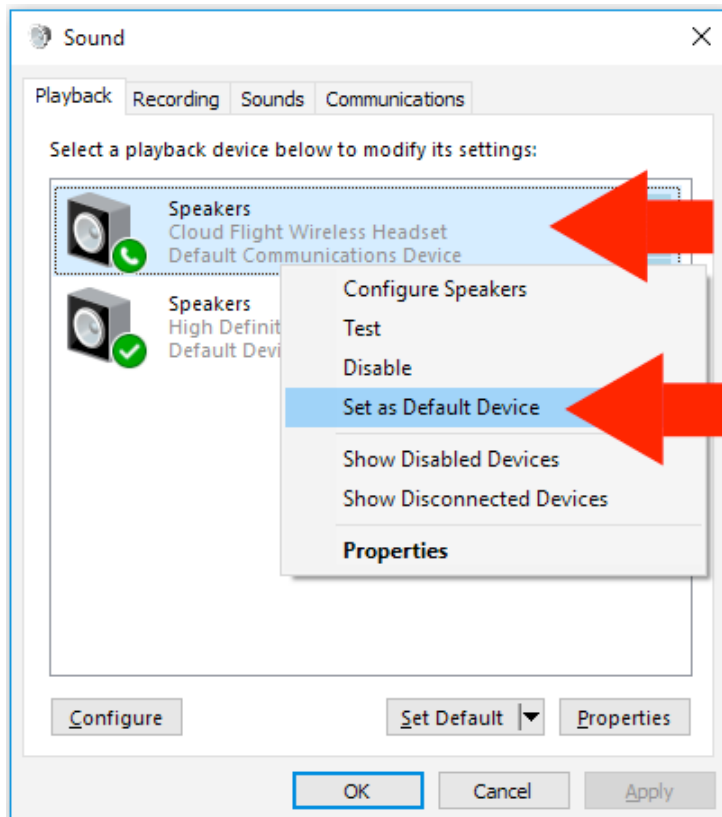 Sound
Playback Recording Sounds Communications
Select a playback device below to modify its settings:
Speakers
Cloud Flight Wireless Headset
Default Communications Device
Speakers
High Definit
Default Devi
Configure Speakers
Test
Disable
Set as Default Device
Show Disabled Devices
Show Disconnected Devices
Properties
Configure Set Default Properties
OK Cancel Apply